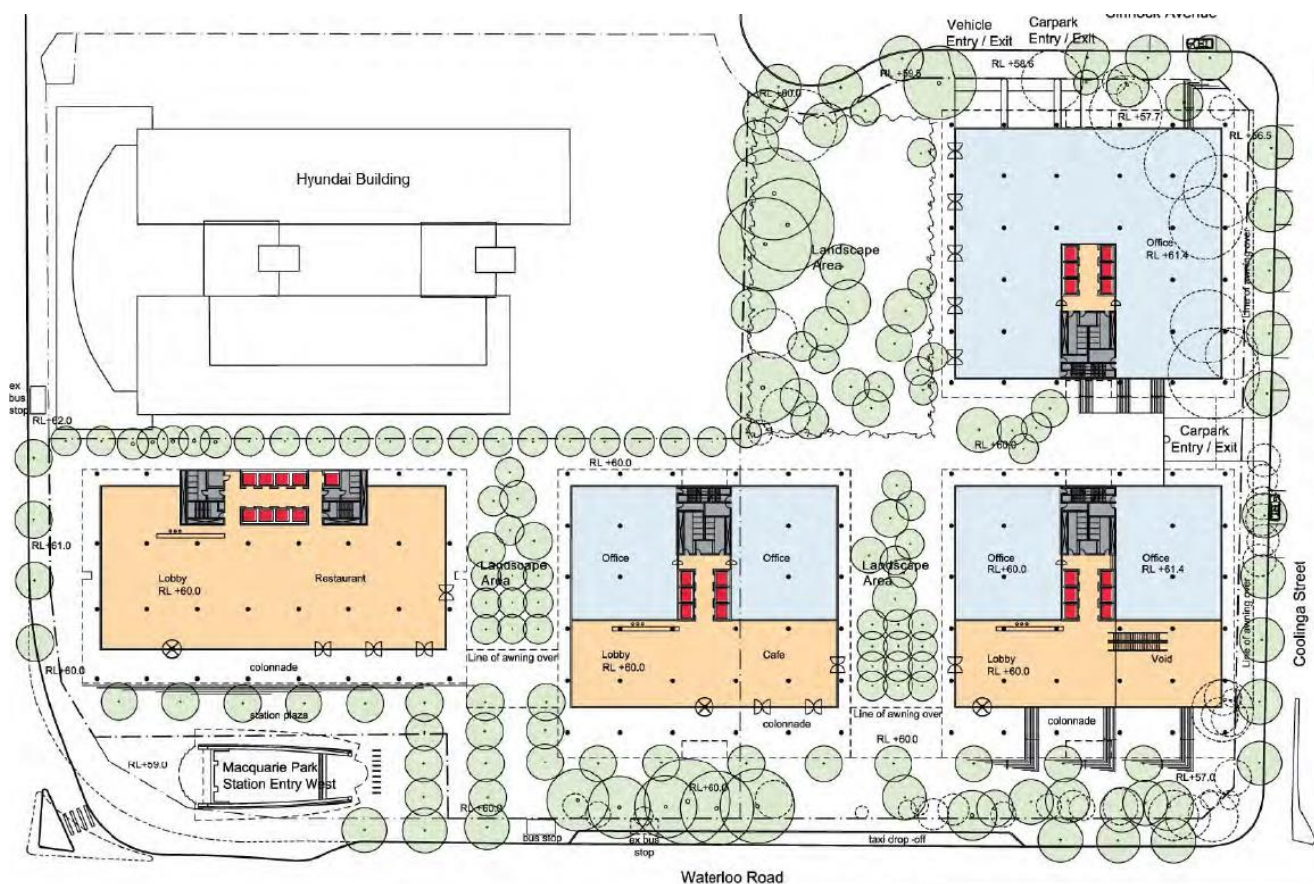 Vehicle
Entry / Exit
Carpark
Entry / Exit
RL +58.6
RL +59.5
RL +60.0
RL +57.7
Hyundai Building
Landscape
Area
Office
RL +61.4
Line of awning over
ex
bus
stop
RL+62.0
RL +60.0
RL +60.0
Carpark
Entry / Exit
RL+61.0
Lobby
RL +60.0
Restaurant
Landscape
Area
Office
Office
Landscape
Area
Office
RL+60.0
Office
RL +61.4
Line of awning over
Coolinga Street
RL+60.0
colonnade
Line of awning over
Lobby
RL +60.0
Cafe
colonnade
Line of awning over
RL +60.0
Lobby
RL +60.0
Void
colonnade
station plaza
RL+59.0
Macquarie Park
Station Entry West
RL+60.0
RL+60.0
RL+57.0
bus stop
ex bus
stop
taxi drop -off
Waterloo Road